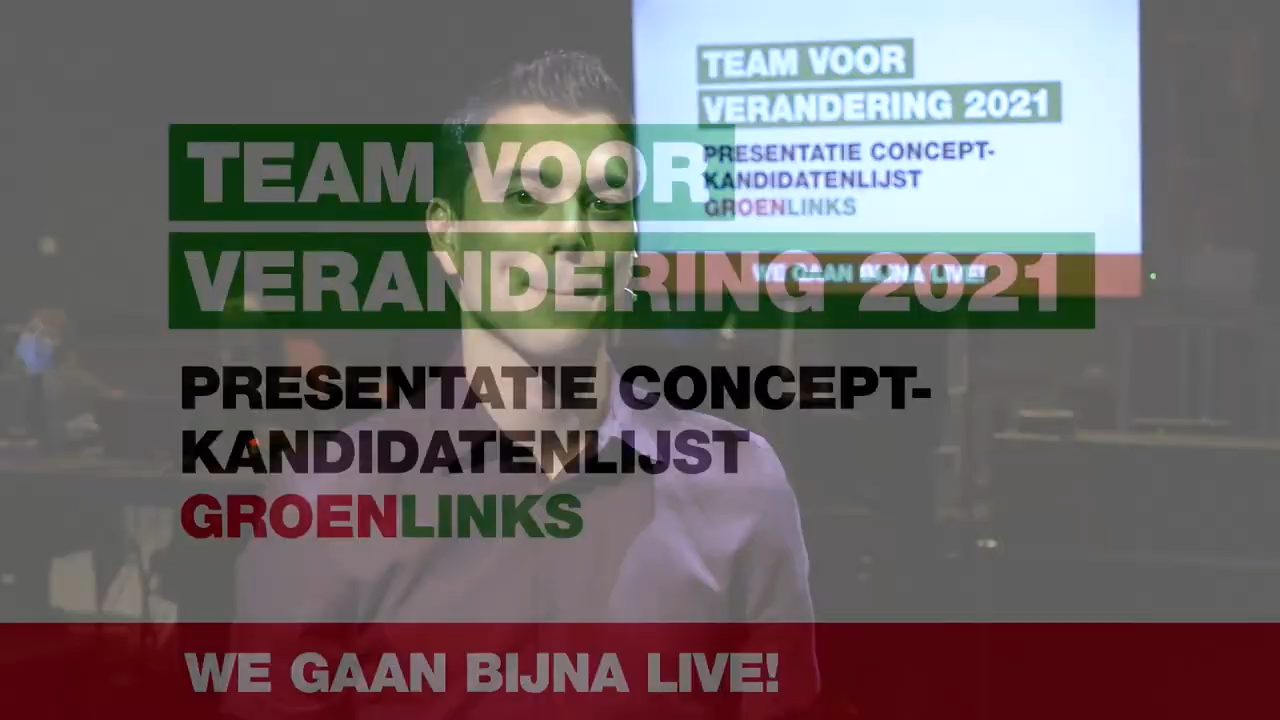 TEAM VOOR
VERANDERING 2021
PRESENTATIE CONCEPT-
KANDIDATENLIJST
GROENLINKS
WE GAAN BIJNA LIVE!
TEAM VOOR
VERANDERING 2021
PRESENTATIE CONCEPT-
KANDIDATENLIJST
GROENLINKS
WE GAAN BIJNA LIVE!